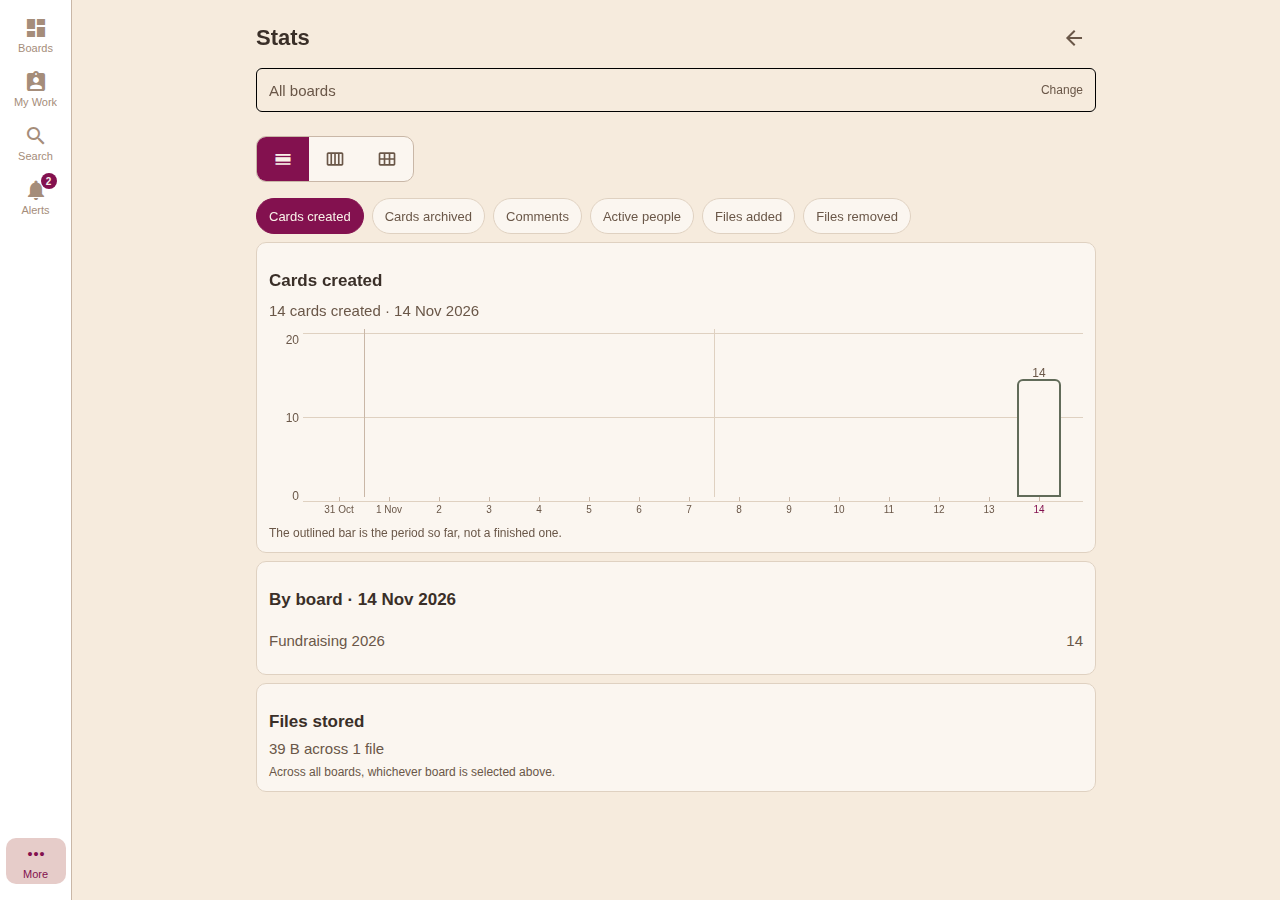 Boards
My Work
Search
2
Alerts
More
Stats
All boards
Change
Cards created
Cards archived
Comments
Active people
Files added
Files removed
Cards created
14 cards created · 14 Nov 2026
20
10
0
14
31 Oct
1 Nov
2
3
4
5
6
7
8
9
10
11
12
13
14
The outlined bar is the period so far, not a finished one.
By board · 14 Nov 2026
Fundraising 2026
14
Files stored
39 B across 1 file
Across all boards, whichever board is selected above.